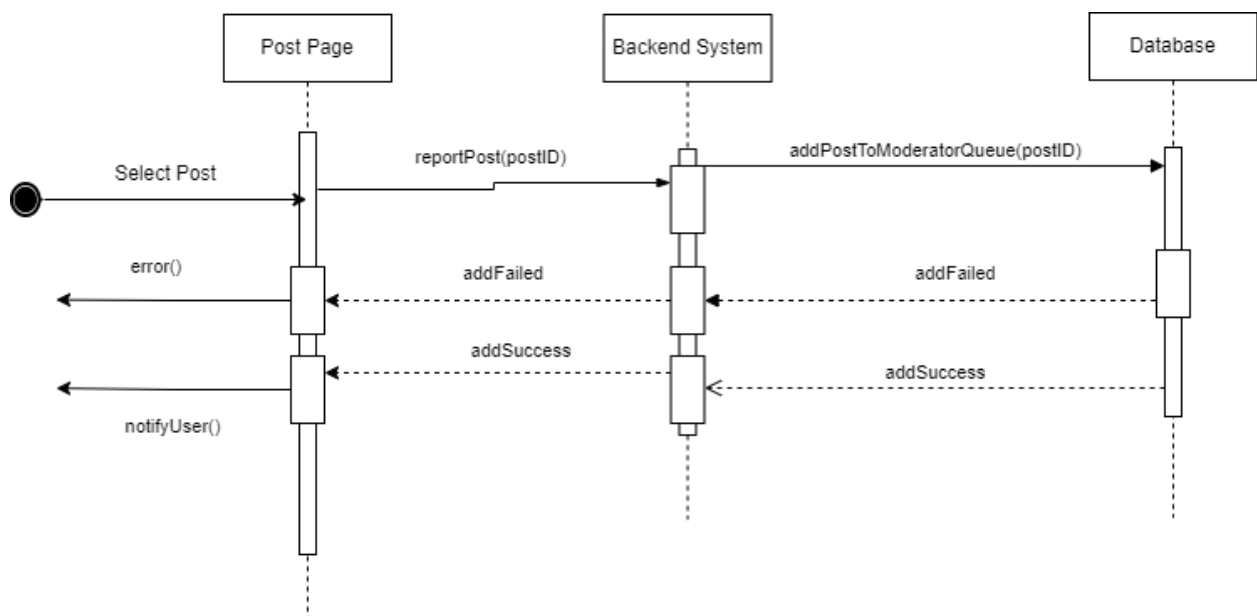 Post Page
Backend System
Database
reportPost(postID)
addPostToModeratorQueue(postID)
Select Post
error()
addFailed
addFailed
addSuccess
addSuccess
notifyUser()